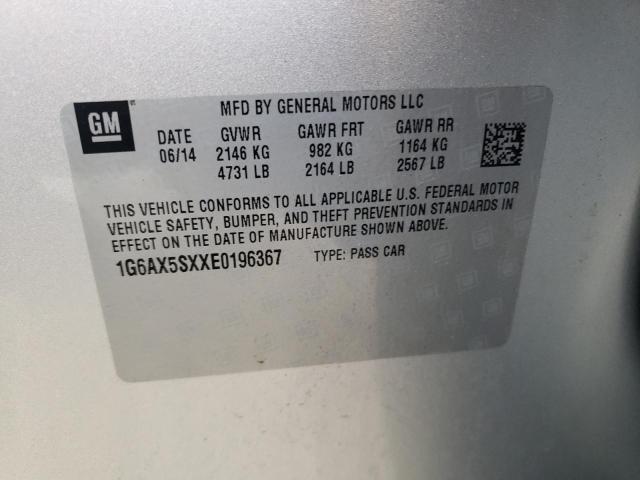 GM
MFD BY GENERAL MOTORS LLC
DATE GVWR GAWR FRT GAWR RR
06/14 2146 KG 982 KG 1164 KG
4731 LB 2164 LB 2567 LB
THIS VEHICLE CONFORMS TO ALL APPLICABLE U.S. FEDERAL MOTOR
VEHICLE SAFETY, BUMPER, AND THEFT PREVENTION STANDARDS IN
EFFECT ON THE DATE OF MANUFACTURE SHOWN ABOVE.
1G6AX5SXXE0196367 TYPE: PASS CAR